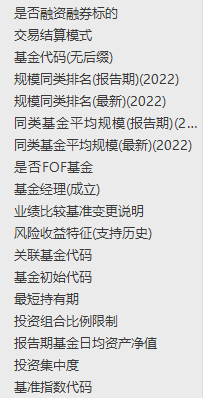 是否融资融券标的
交易结算模式
基金代码(无后缀)
规模同类排名(报告期)(2022)
规模同类排名(最新)(2022)
同类基金平均规模(报告期)(2...
同类基金平均规模(最新)(2022)
是否FOF基金
基金经理(成立)
业绩比较基准变更说明
风险收益特征(支持历史)
关联基金代码
基金初始代码
最短持有期
投资组合比例限制
报告期基金日均资产净值
投资集中度
基准指数代码